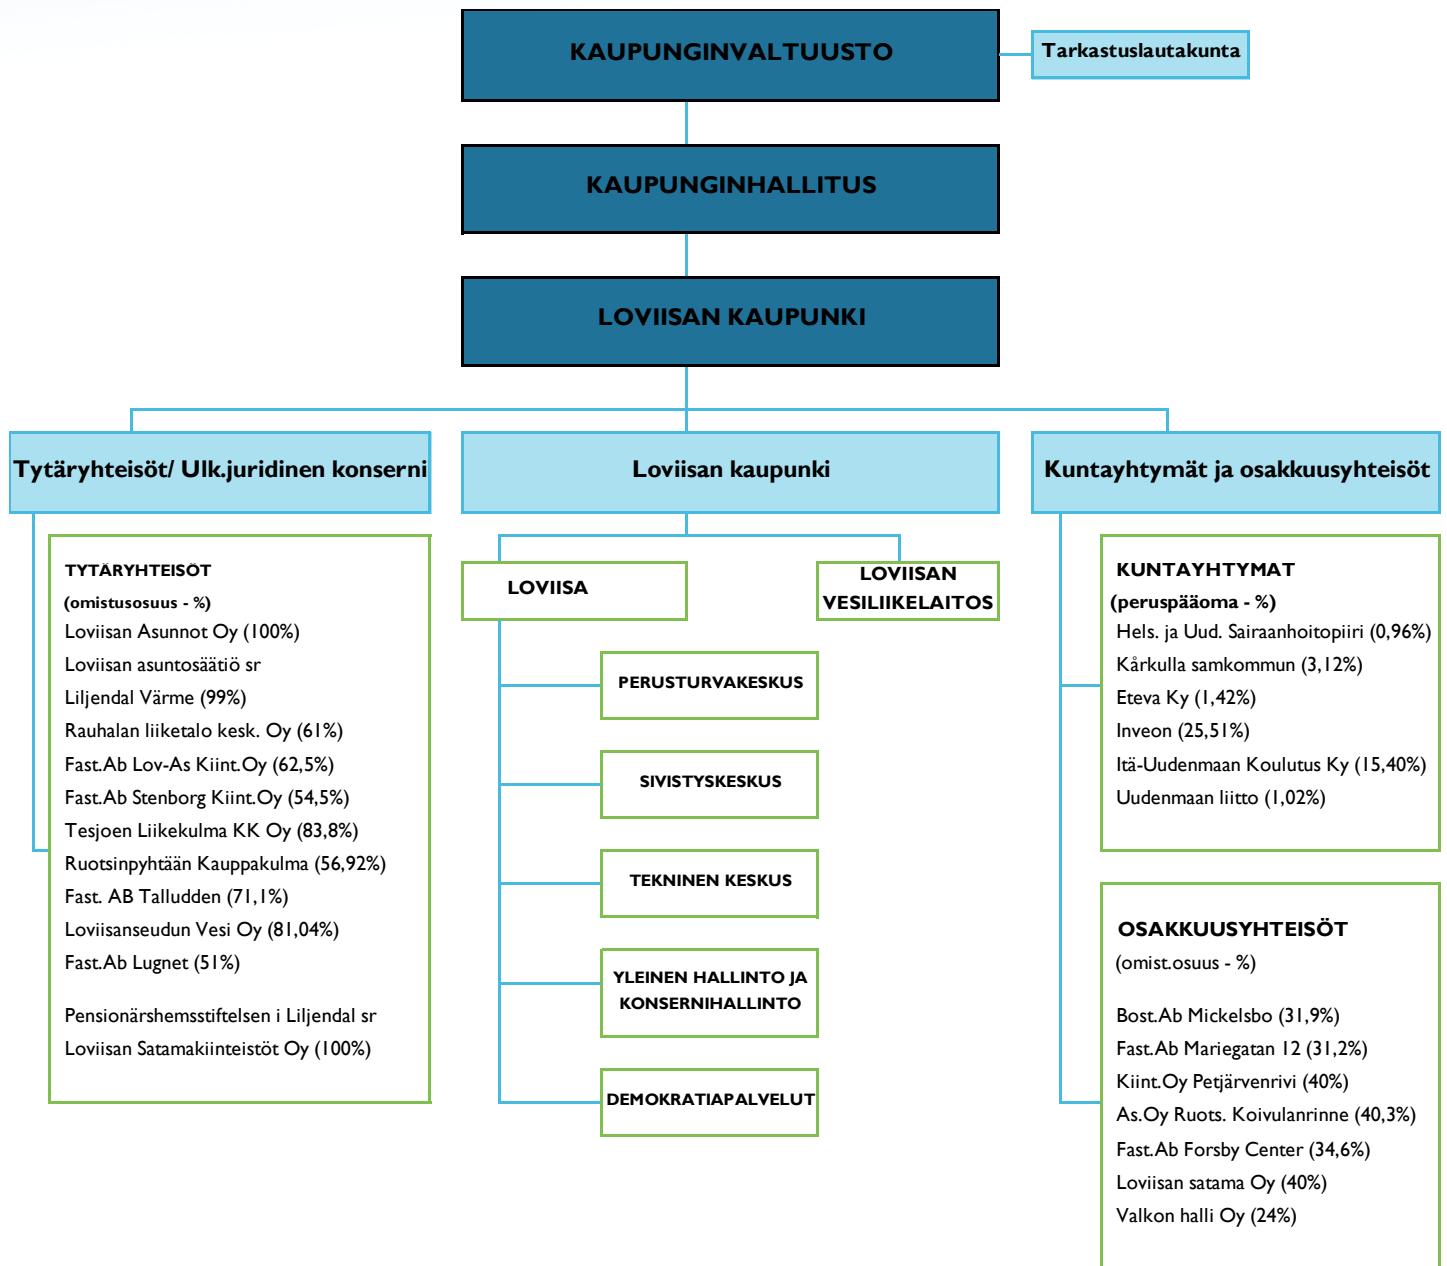 KAUPUNGINVALTUUSTO
Tarkastuslautakunta
KAUPUNGINHALLITUS
LOVIISAN KAUPUNKI
Tytäryhteisöt/ Ulk.juridinen konserni
Loviisan kaupunki
Kuntayhtymät ja osakkuusyhteisöt
TYTÄRYHTEISÖT
(omistusosuus - %)
Loviisan Asunnot Oy (100%)
Loviisan asuntosäätiö sr
Liljendal Värme (99%)
Rauhalan liiketalo kesk. Oy (61%)
Fast.Ab Lov-As Kiint.Oy (62,5%)
Fast.Ab Stenborg Kiint.Oy (54,5%)
Tesjoen Liikekulma KK Oy (83,8%)
Ruotsinpyhtään Kauppakulma (56,92%)
Fast. AB Talludden (71,1%)
Loviisanseudun Vesi Oy (81,04%)
Fast.Ab Lugnet (51%)
Pensionärshemsstiftelsen i Liljendal sr
Loviisan Satamakiinteistöt Oy (100%)
LOVIISA
LOVIISAN
VESILIIKELAITOS
PERUSTURVAKESKUS
SIVISTYSKESKUS
TEKNINEN KESKUS
YLEINEN HALLINTO JA
KONSERNIHALLINTO
DEMOKRATIAPALVELUT
KUNTAYHTYMAT
(peruspääoma - %)
Hels. ja Uud. Sairaanhoitopiiri (0,96%)
Kårkulla samkommun (3,12%)
Eteva Ky (1,42%)
Inveon (25,51%)
Itä-Uudenmaan Koulutus Ky (15,40%)
Uudenmaan liitto (1,02%)
OSAKKUUSYHTEISÖT
(omist.osuus - %)
Bost.Ab Mickelsbo (31,9%)
Fast.Ab Mariegatan 12 (31,2%)
Kiint.Oy Petjärvenrivi (40%)
As.Oy Ruots. Koivulanrinne (40,3%)
Fast.Ab Forsby Center (34,6%)
Loviisan satama Oy (40%)
Valkon halli Oy (24%)